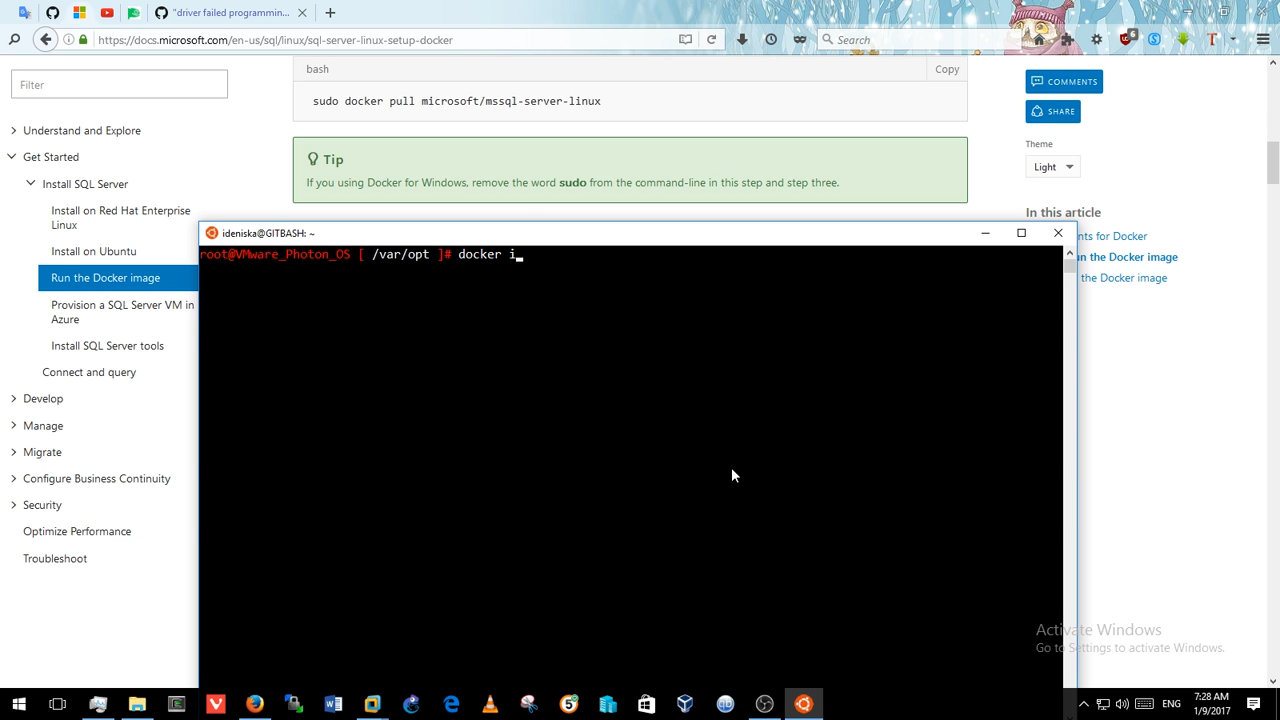 "driver failed programmin...
https://docs.microsoft.com/en-us/sql/linux/sql-server-linux-setup-docker
Search
6
Filter
Understand and Explore
Get Started
Install SQL Server
Install on Red Hat Enterprise
Linux
Install on Ubuntu
Run the Docker image
Provision a SQL Server VM in
Azure
Install SQL Server tools
Connect and query
Develop
Manage
Migrate
Configure Business Continuity
Security
Optimize Performance
Troubleshoot
bash
Copy
sudo docker pull microsoft/mssql-server-linux
Tip
If you using Docker for Windows, remove the word sudo from the command-line in this step and step three.
ideniska@GITBASH: ~
root@VMware_Photon_OS [ /var/opt ]# docker i_
COMMENTS
SHARE
Theme
Light
In this article
nts for Docker
un the Docker image
the Docker image
Activate Windows
Go to Settings to activate Windows.
ENG
7:28 AM
1/9/2017